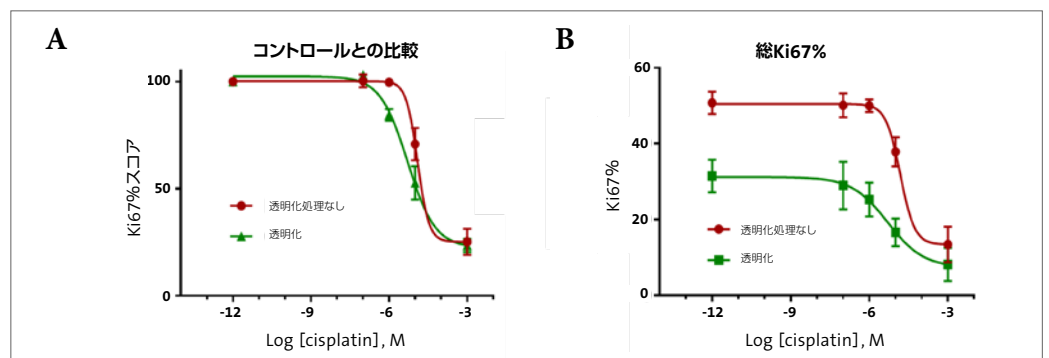 A
コントロールとの比較
100
50
0
Ki67%スコア
透明化処理なし
透明化
-12
-9
-6
-3
Log [cisplatin], M
B
総Ki67%
60
40
20
0
Ki67%
透明化処理なし
透明化
-12
-9
-6
-3
Log [cisplatin], M